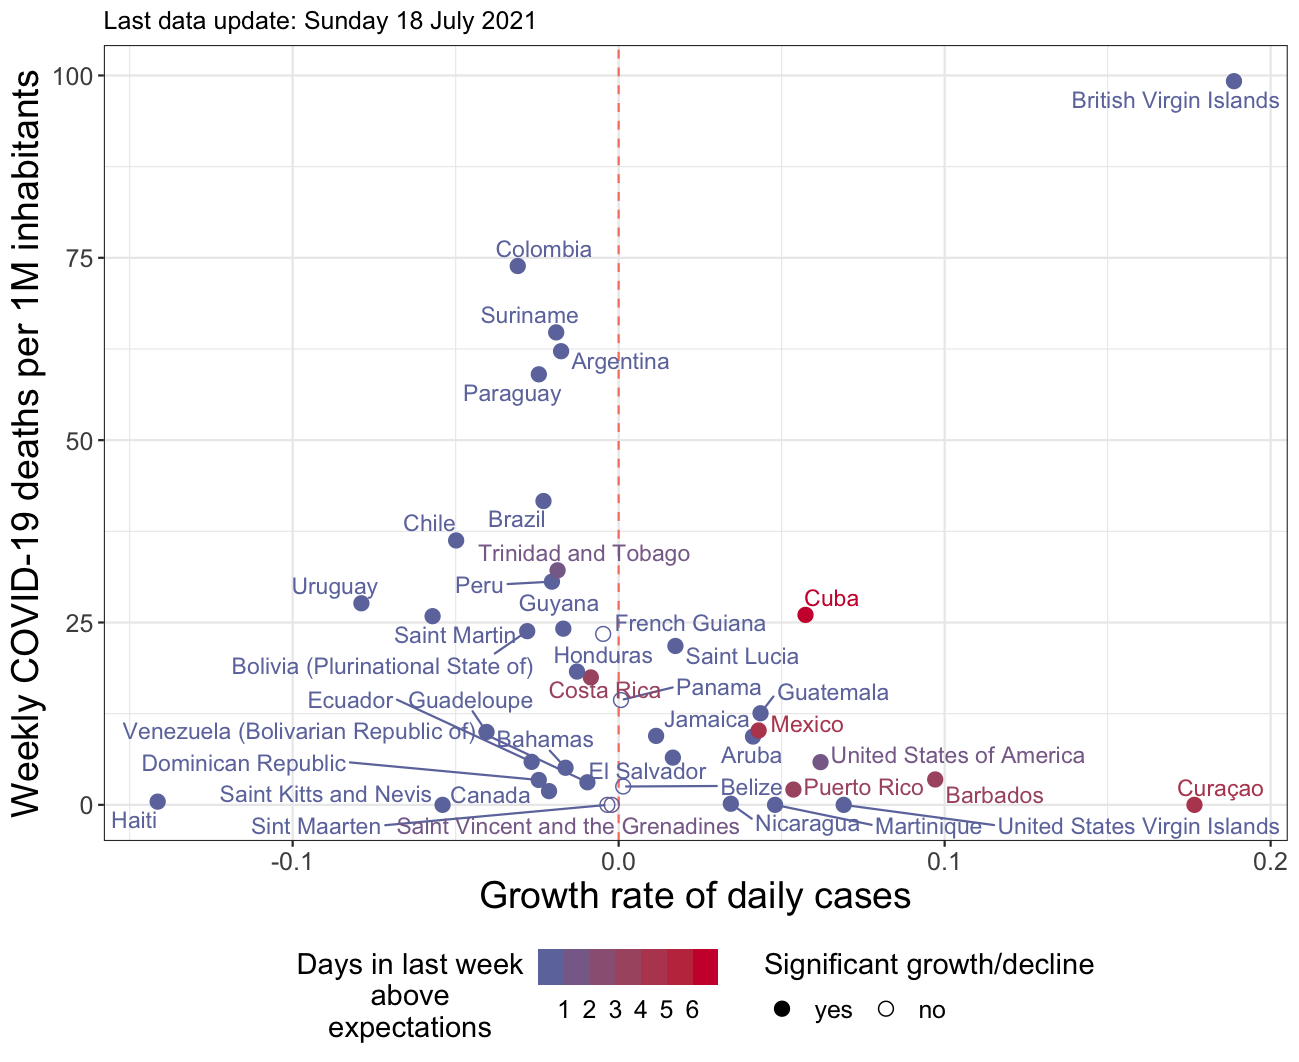 Last data update: Sunday 18 July 2021
Weekly COVID-19 deaths per 1M inhabitants
100
75
50
25
0
British Virgin Islands
Colombia
Suriname
Argentina
Paraguay
Brazil
Chile
Trinidad and Tobago
Peru
Uruguay
Guyana
Cuba
French Guiana
Saint Martin
Honduras
Saint Lucia
Bolivia (Plurinational State of)
Costa Rica
Panama
Guatemala
Ecuador
Guadeloupe
Jamaica
Mexico
Venezuela (Bolivarian Republic of)
Bahamas
Aruba
United States of America
Dominican Republic
El Salvador
Belize
Puerto Rico
Barbados
Curaçao
Saint Kitts and Nevis
Canada
Haiti
Sint Maarten
Saint Vincent and the Grenadines
Nicaragua
Martinique
United States Virgin Islands
-0.1
0.0
0.1
0.2
Growth rate of daily cases
Days in last week
above
expectations
1 2 3 4 5 6
Significant growth/decline
yes
no